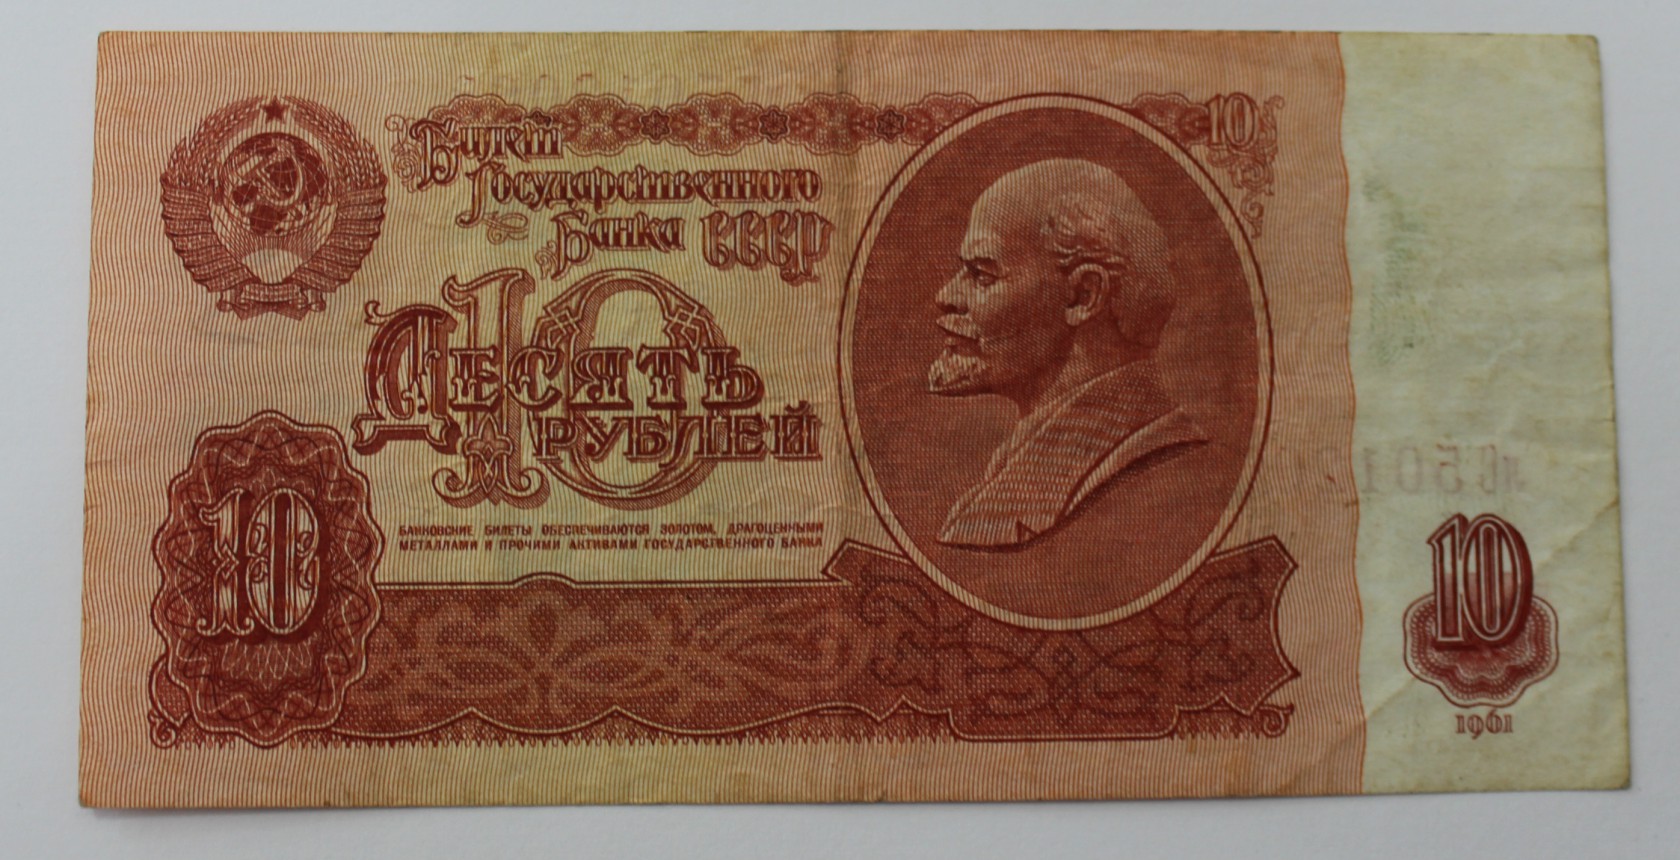 Билет
Государственного
Банка СССР
10
10
Десять
рублей
БАНКОВСКИЕ БИЛЕТЫ ОБЕСПЕЧИВАЮТСЯ ЗОЛОТОМ, ДРАГОЦЕННЫМИ
МЕТАЛЛАМИ И ПРОЧИМИ АКТИВАМИ ГОСУДАРСТВЕННОГО БАНКА
10
10
1961